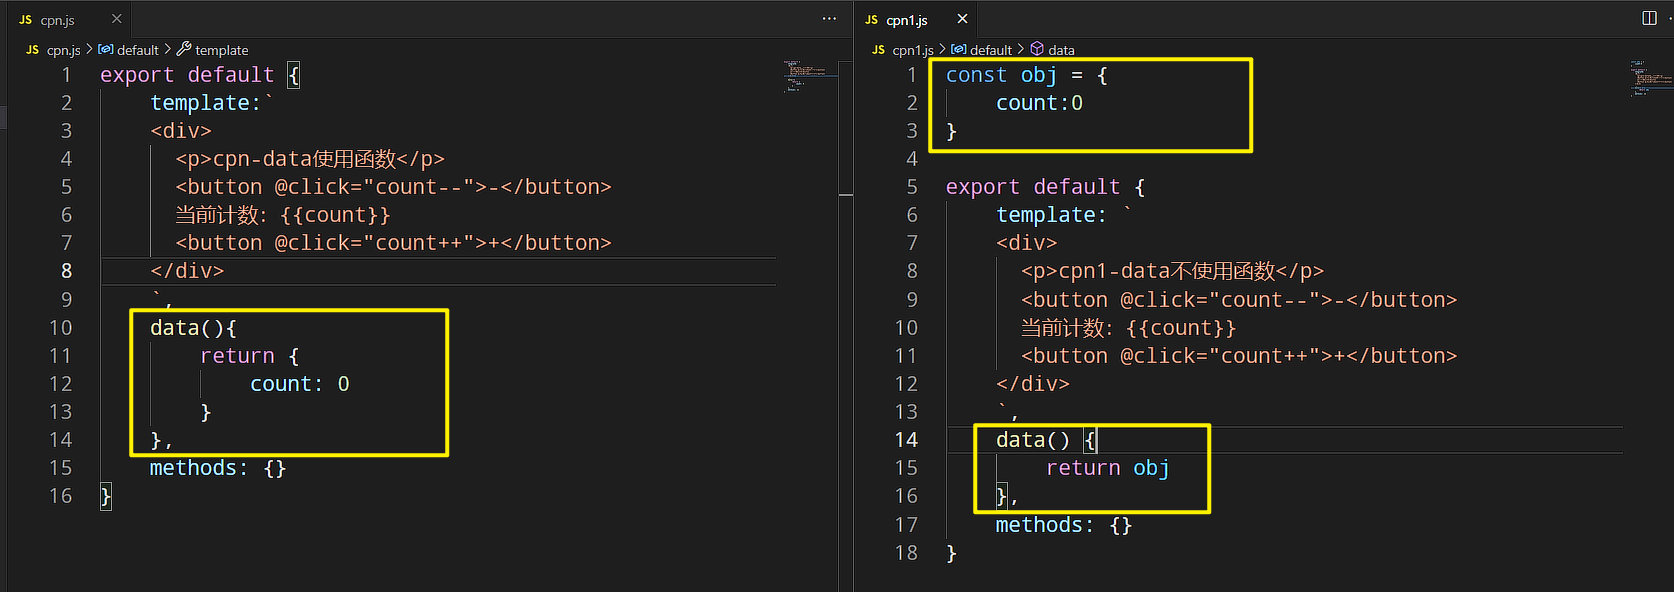 JS cpn.js × ···
JS cpn.js > default > template
1 export default {
2 template:`
3 <div>
4 <p>cpn-data使用函数</p>
5 <button @click="count--">-</button>
6 当前计数: {{count}}
7 <button @click="count++">+</button>
8 </div>
9 `,
10 data(){
11 return {
12 count: 0
13 }
14 },
15 methods: {}
16 }
JS cpn1.js ×
JS cpn1.js > default > data
1 const obj = {
2 count:0
3 }
4
5 export default {
6 template: `
7 <div>
8 <p>cpn1-data不使用函数</p>
9 <button @click="count--">-</button>
10 当前计数: {{count}}
11 <button @click="count++">+</button>
12 </div>
13 `,
14 data() {
15 return obj
16 },
17 methods: {}
18 }